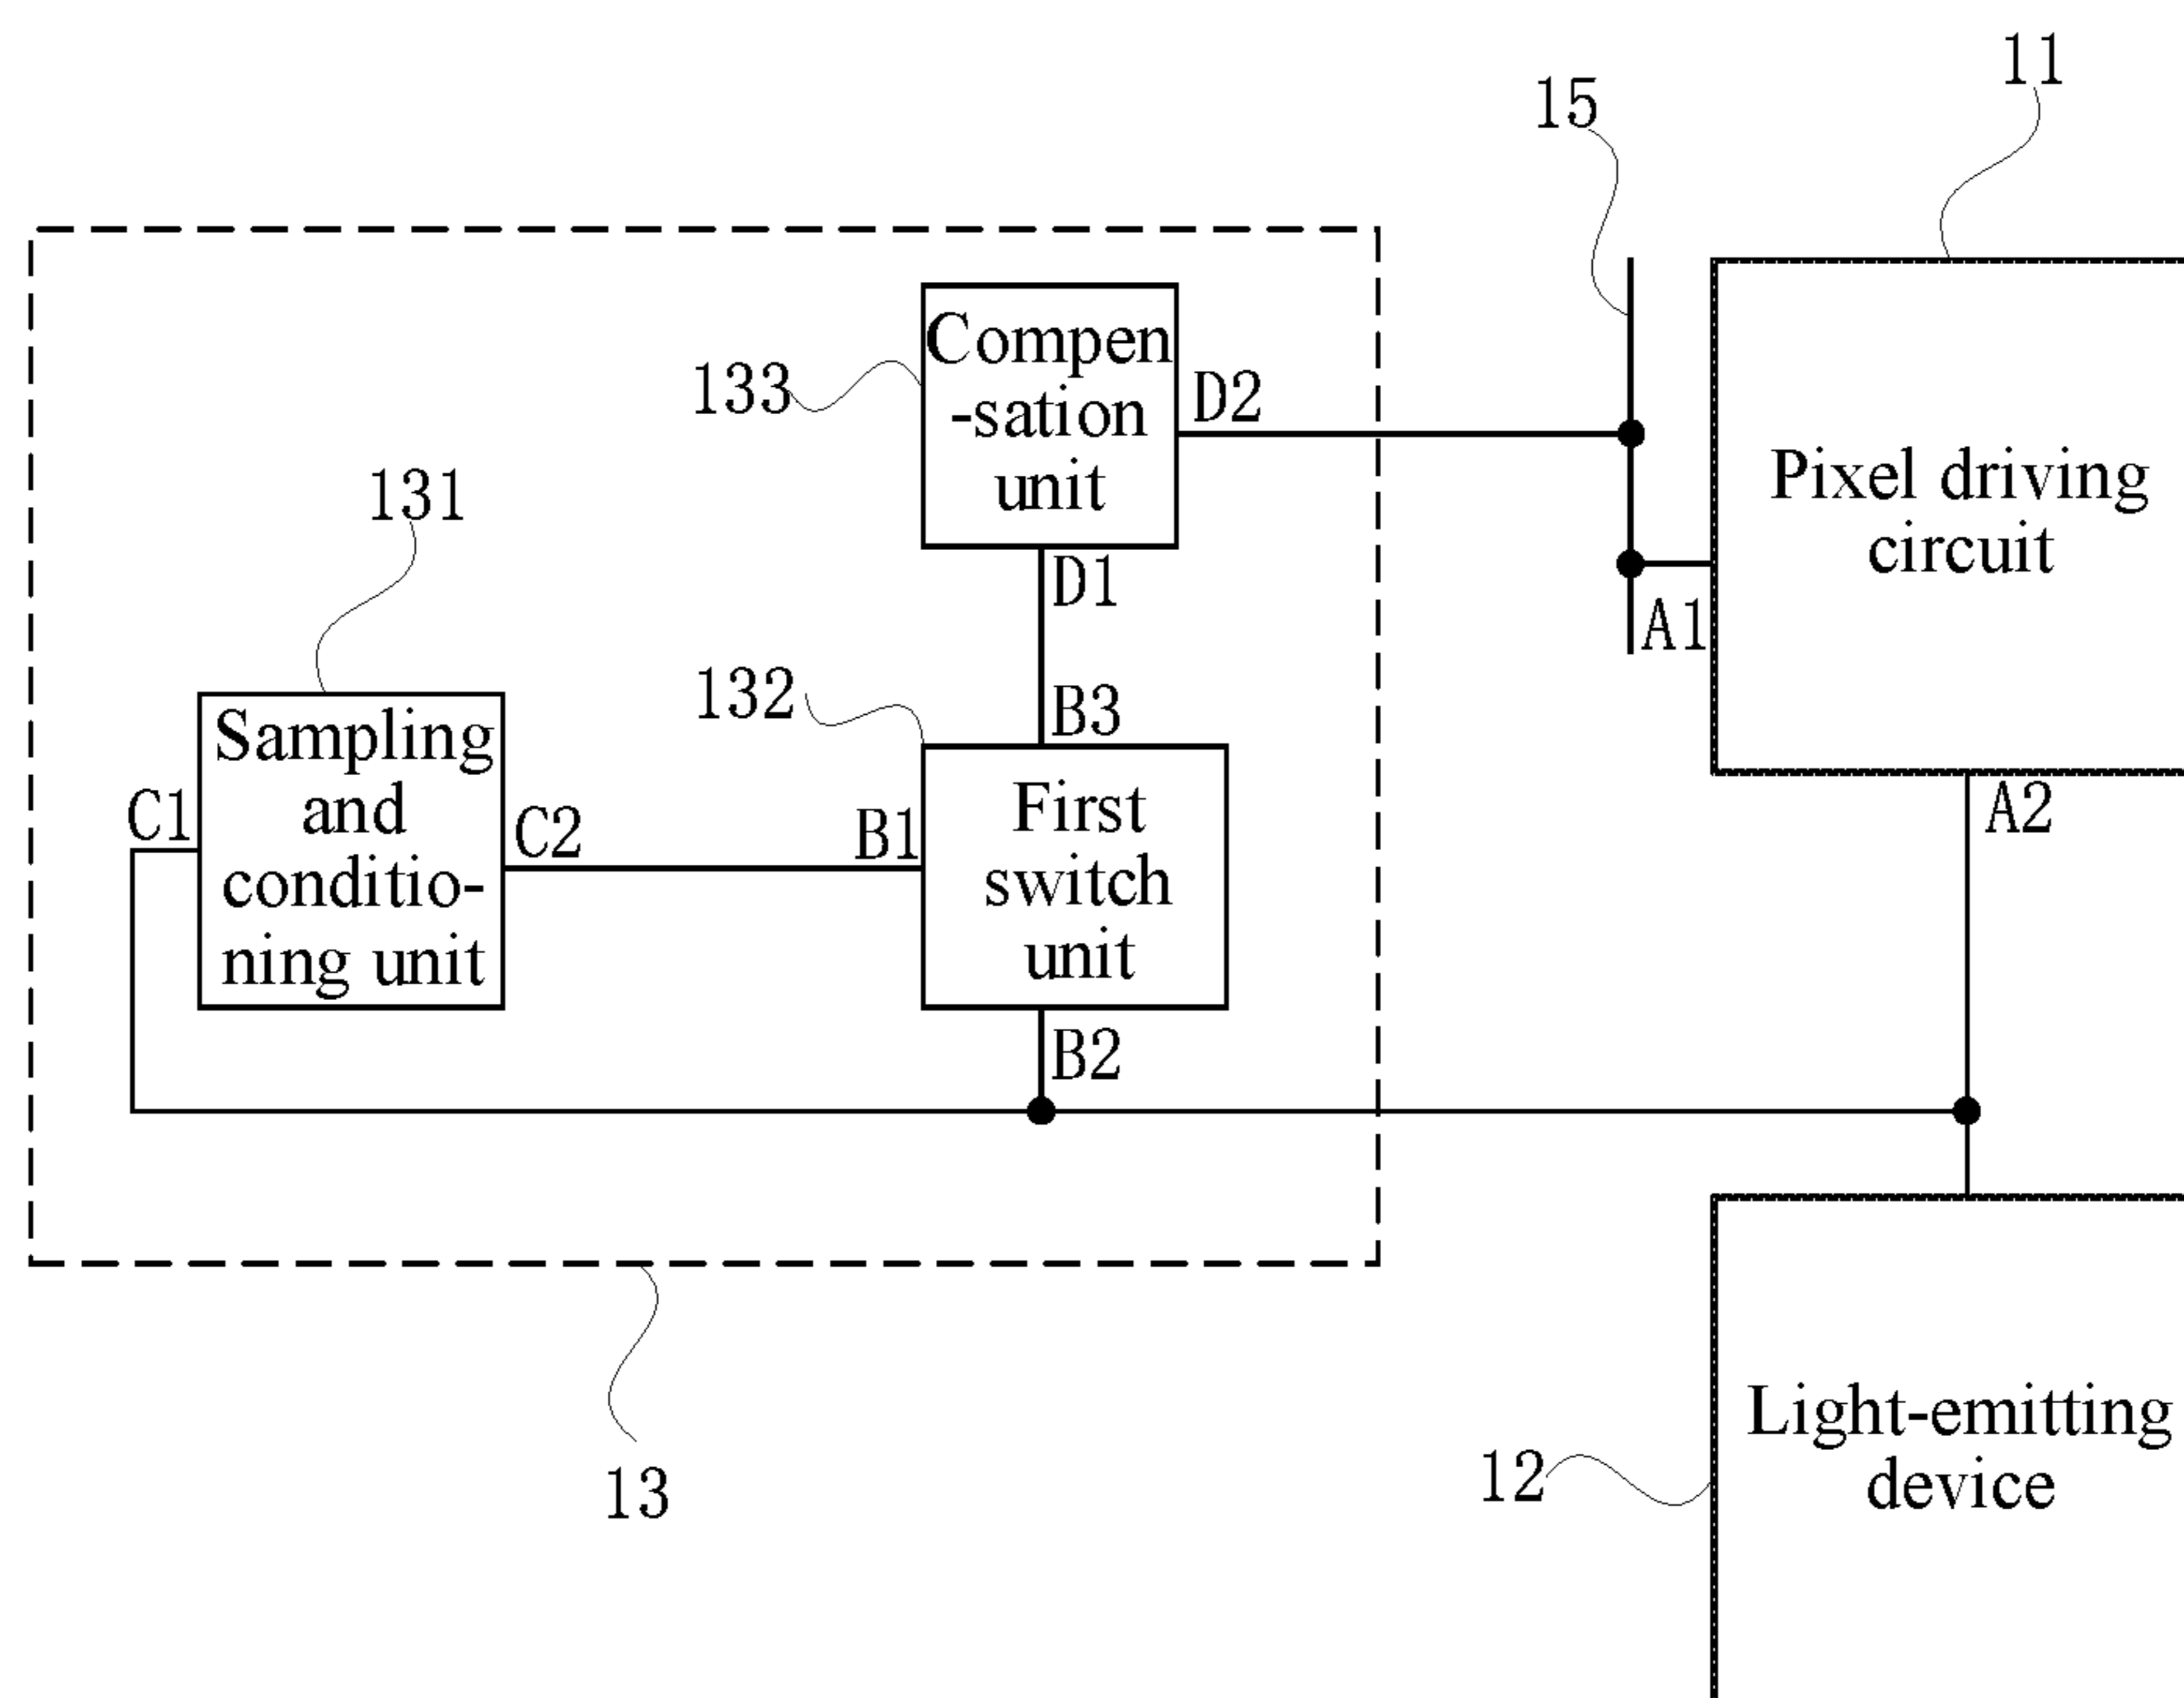 11
15
Compen
-sation
unit
133
D2
Pixel driving
circuit
131
D1
A1
132
B3
Sampling
and
conditio-
ning unit
C1
C2
B1
First
switch
unit
A2
B2
Light-emitting
device
12
13